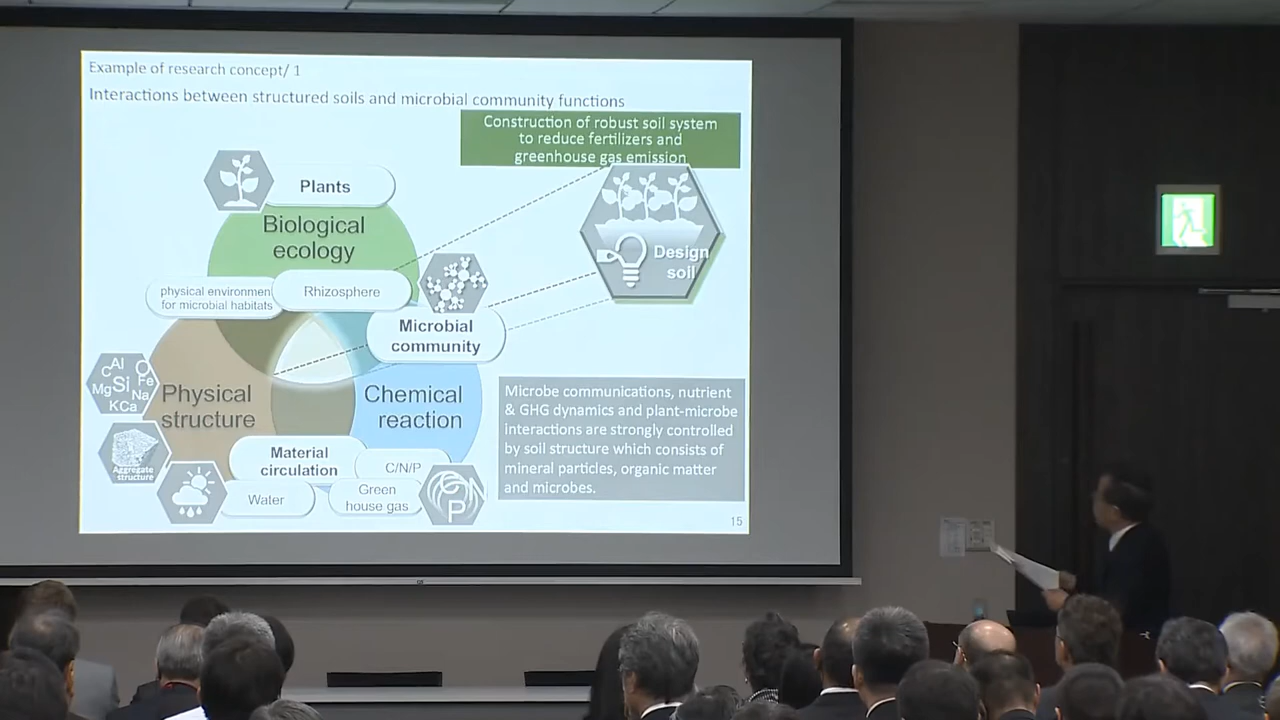 Example of research concept/ 1
Interactions between structured soils and microbial community functions
Construction of robust soil system
to reduce fertilizers and
greenhouse gas emission
Plants
Biological
ecology
physical environment
for microbial habitats
Rhizosphere
Design
soil
Microbial
community
Al
C
O
Mg
Si
Fe
Na
K
Ca
Physical
structure
Chemical
reaction
Microbe communications, nutrient
& GHG dynamics and plant-microbe
interactions are strongly controlled
by soil structure which consists of
mineral particles, organic matter
and microbes.
Aggregate
structure
Material
circulation
C/N/P
Water
Green
house gas
C
N
P
15